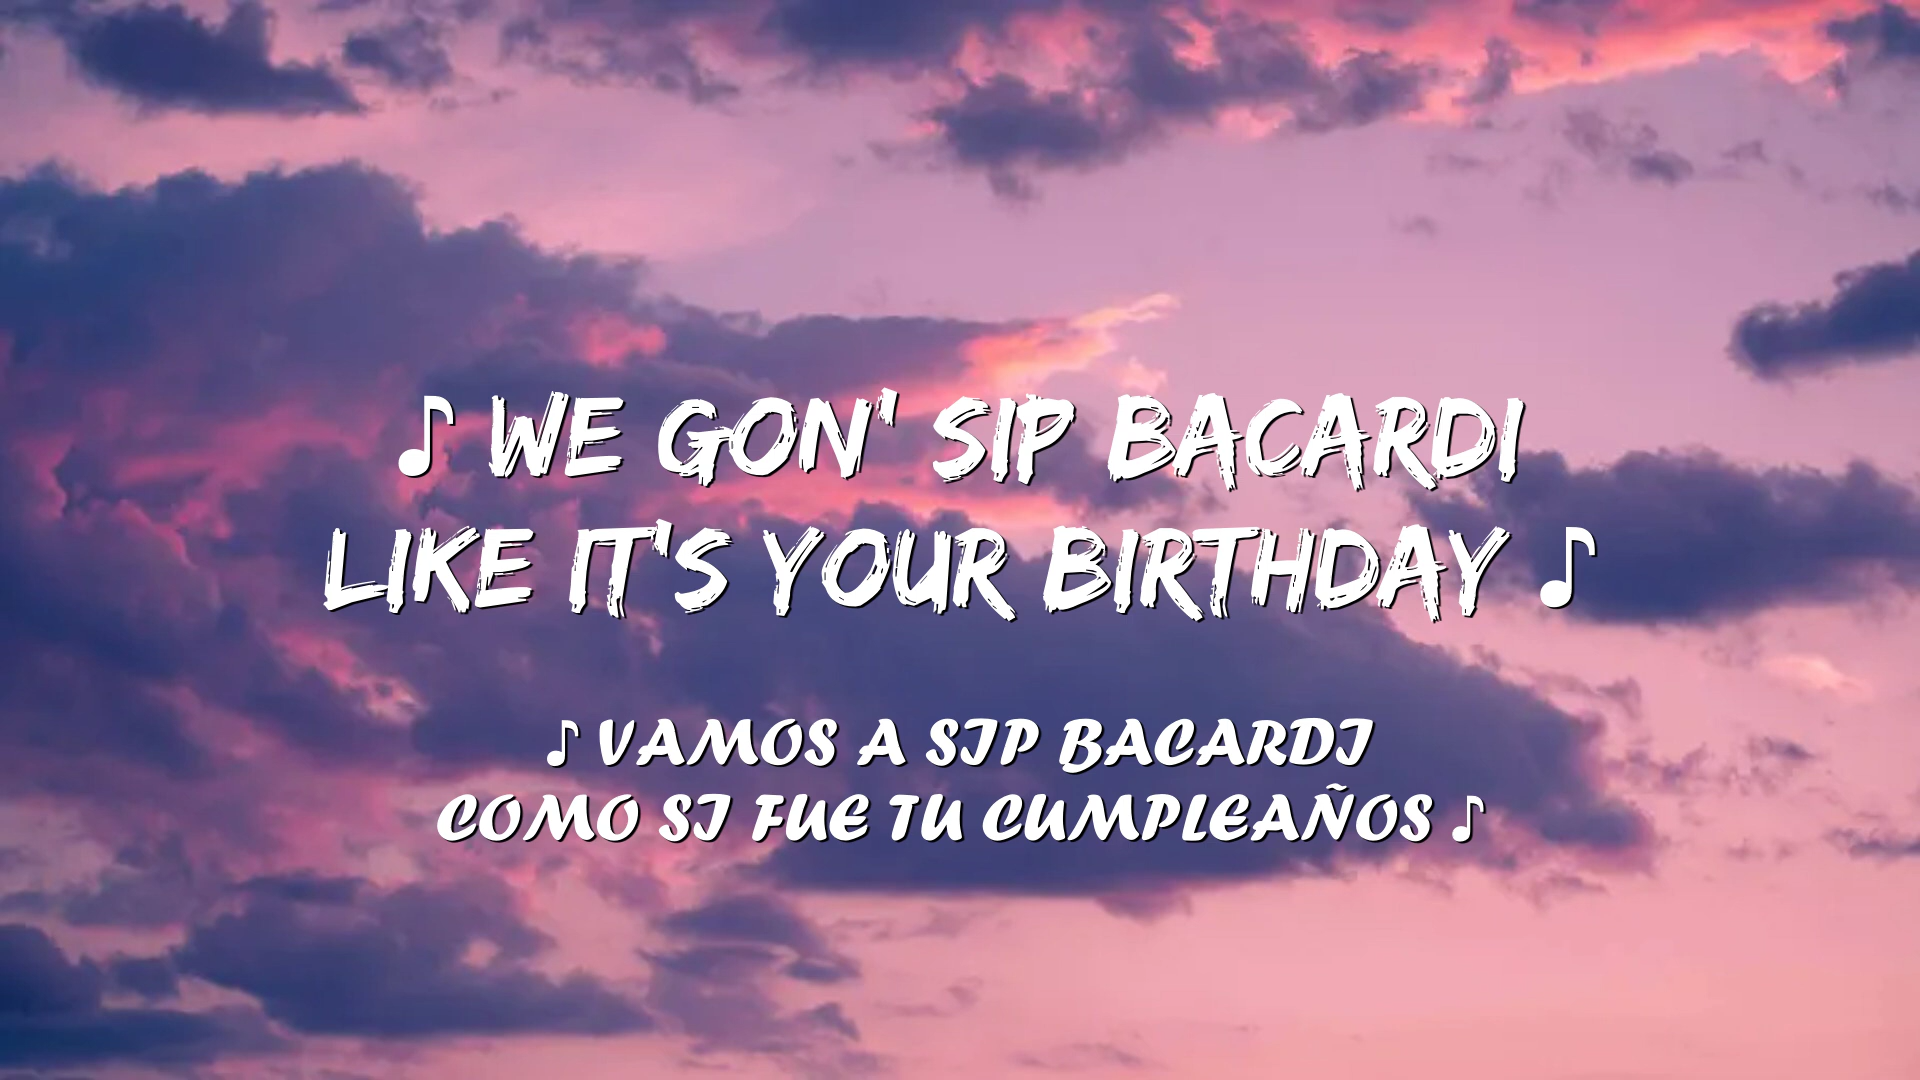 ♪ WE GON' SIP BACARDI
LIKE IT'S YOUR BIRTHDAY ♪
♪ VAMOS A SIP BACARDI
COMO SI FUE TU CUMPLEAÑOS ♪